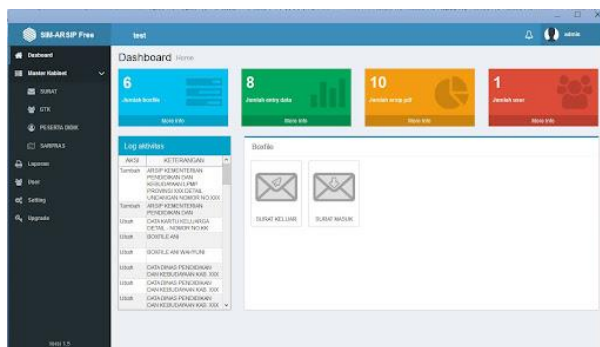 SIM-ARSIP Free
test
admin
Dasboard
Master Kabinet
SURAT
GTK
PESERTA DIDIK
SARPRAS
Laporan
User
Setting
Upgrade
Versi 1.5
Dashboard Home
6
Jumlah boxfile
More info
8
Jumlah entry data
More info
10
Jumlah arsip pdf
More info
1
Jumlah user
More info
Log aktivitas
AKSI KETERANGAN
Tambah ARSIP KEMENTERIAN
PENDIDIKAN DAN
KEBUDAYAAN LPMP
PROVINSI XXX DETAIL
UNDANGAN NOMOR NO.XXX
Tambah ARSIP KEMENTERIAN
PENDIDIKAN DAN
Ubah DATA KARTU KELUARGA
DETAIL - NOMOR NO.KK
Ubah BOXFILE ANI
Ubah BOXFILE ANI WAHYUNI
Ubah DATA DINAS PENDIDIKAN
DAN KEBUDAYAAN KAB. XXX
Ubah DATA DINAS PENDIDIKAN
DAN KEBUDAYAAN KAB. XXX
Ubah DATA DINAS PENDIDIKAN
DAN KEBUDAYAAN KAB. XXX
Boxfile
SURAT KELUAR
SURAT MASUK